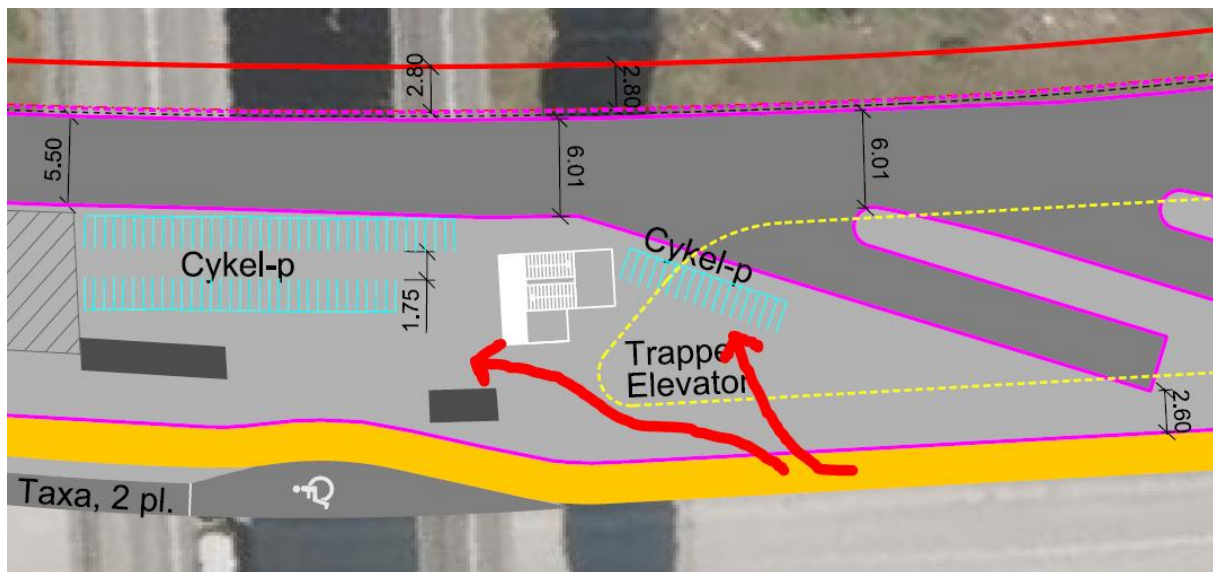 2.80
2.80
5.50
6.01
6.01
Cykel-p
Cykel-p
1.75
Trappe
Elevator
2.60
Taxa, 2 pl.